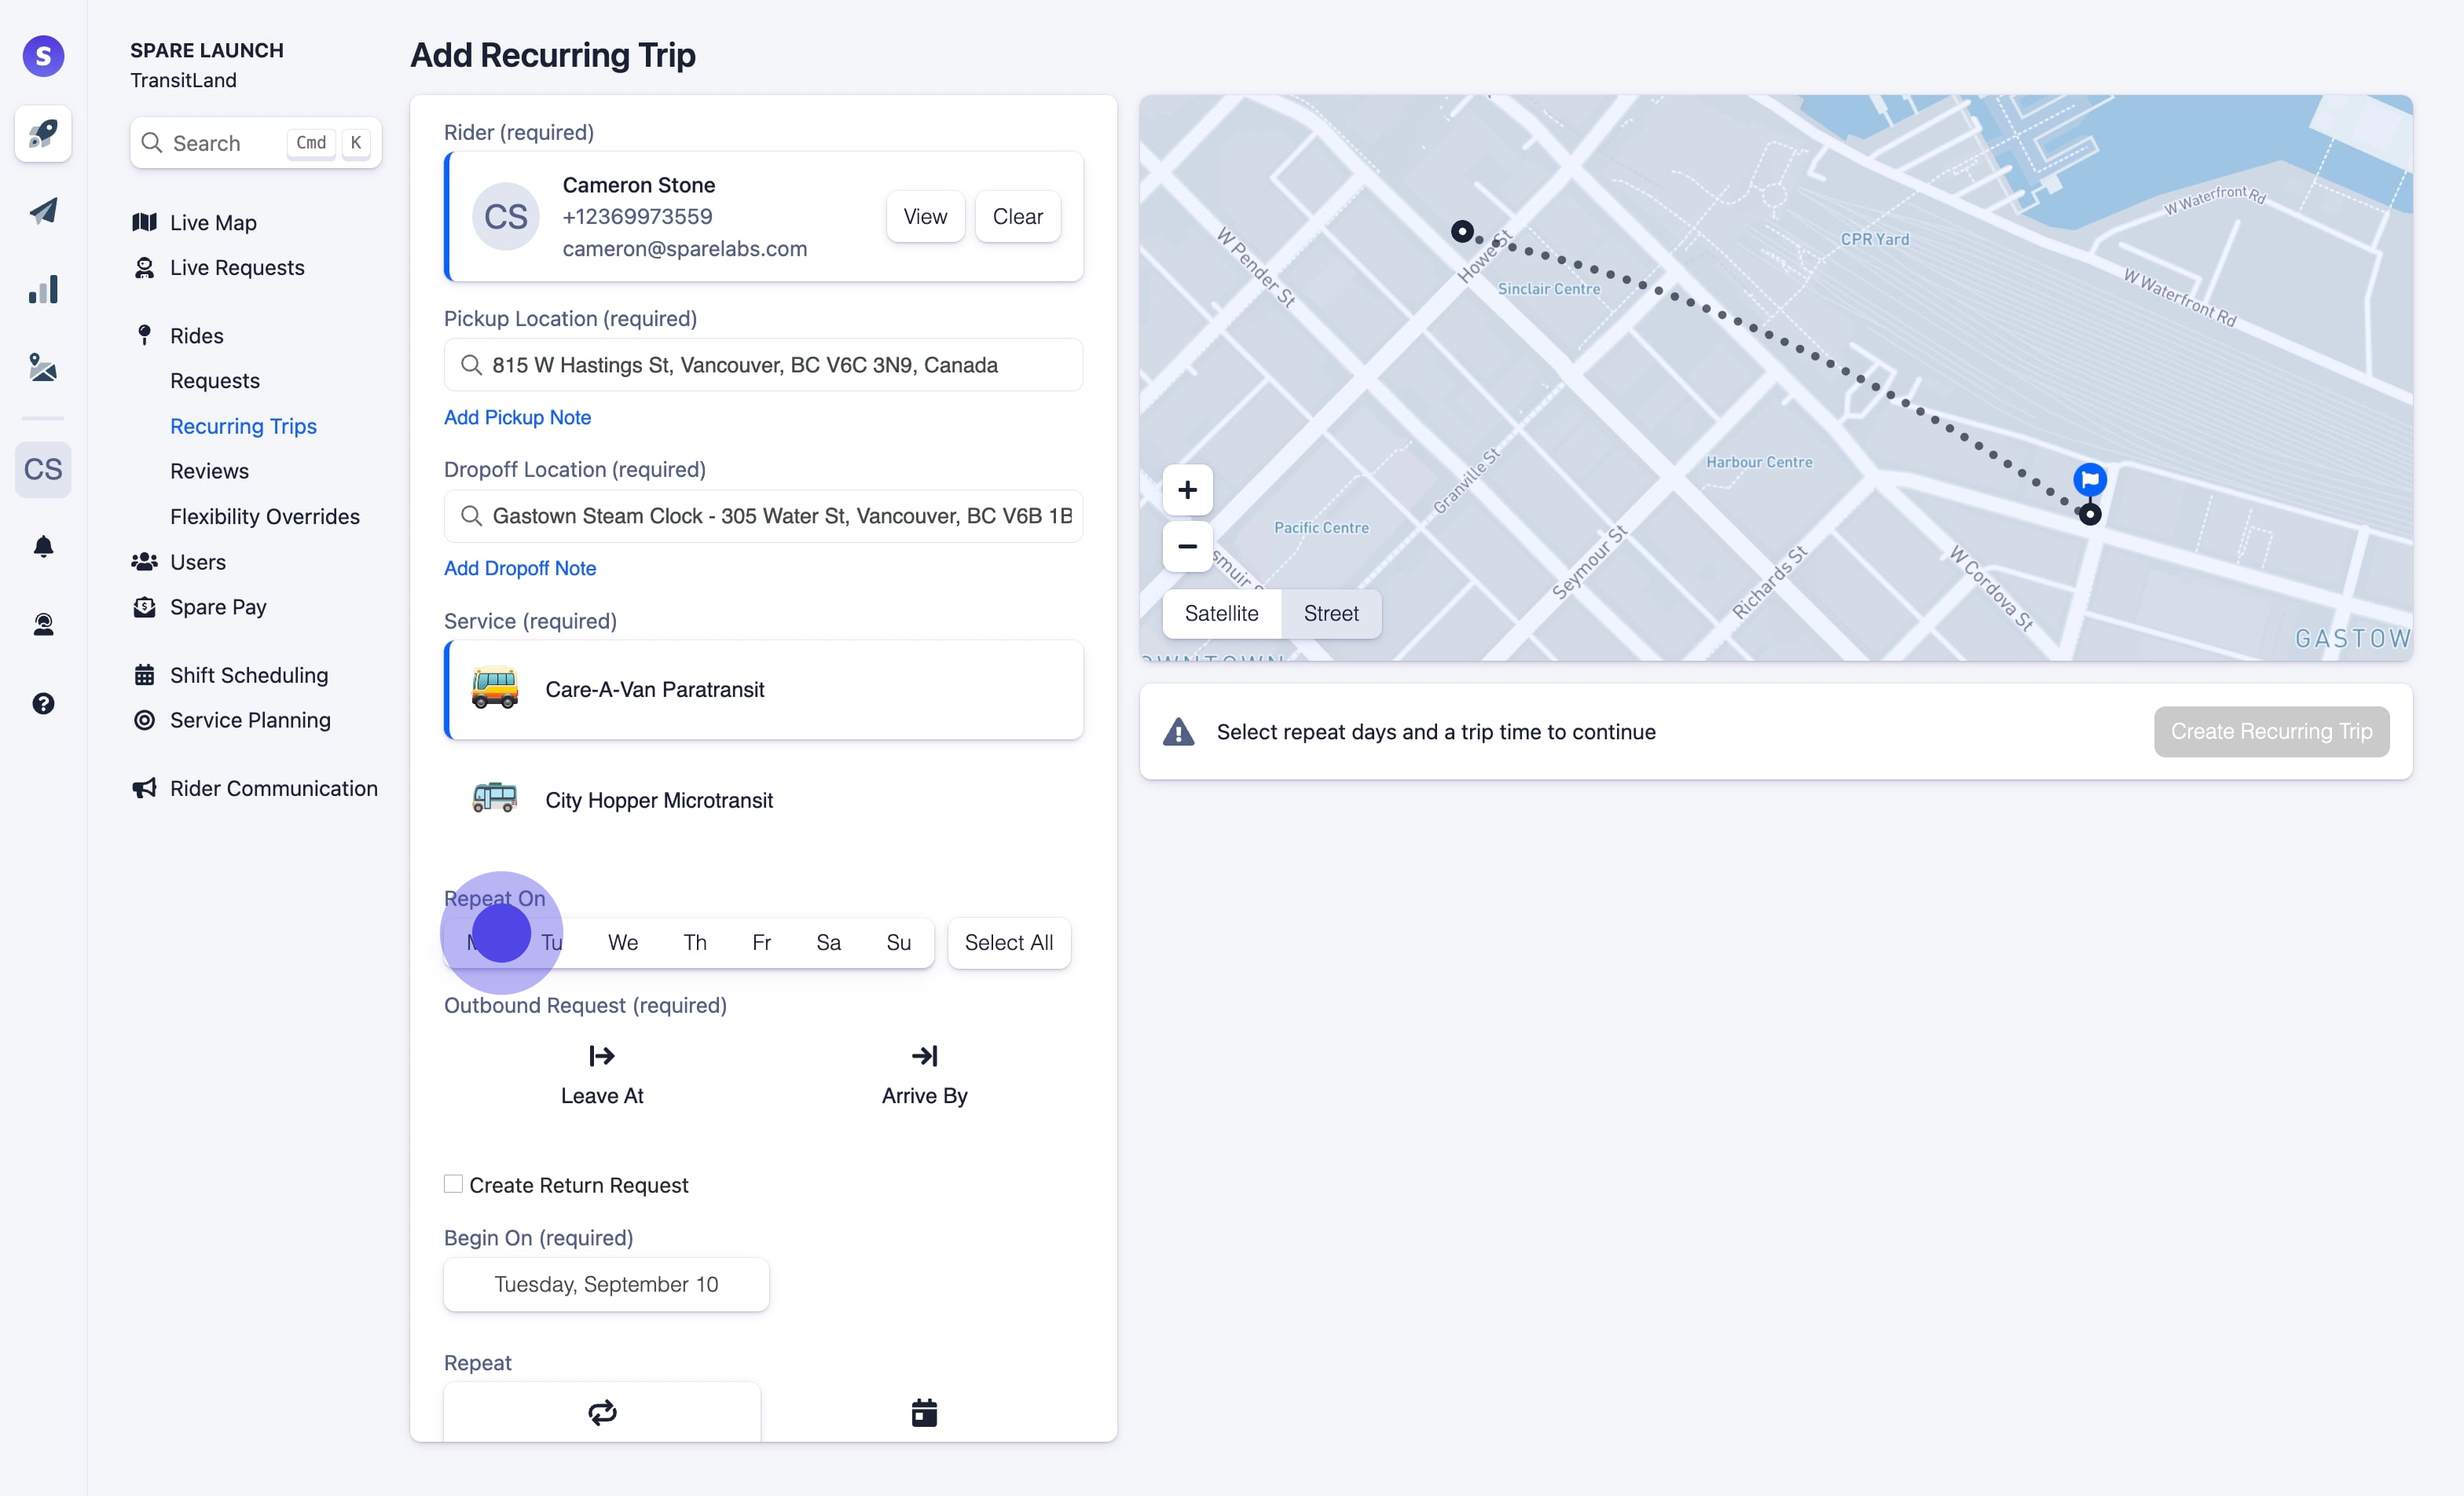 S
SPARE LAUNCH
TransitLand
Search Cmd K
Live Map
Live Requests
Rides
Requests
Recurring Trips
Reviews
Flexibility Overrides
Users
Spare Pay
Shift Scheduling
Service Planning
Rider Communication
CS
Add Recurring Trip
Rider (required)
CS
Cameron Stone
+12369973559
cameron@sparelabs.com
View
Clear
Pickup Location (required)
815 W Hastings St, Vancouver, BC V6C 3N9, Canada
Add Pickup Note
Dropoff Location (required)
Gastown Steam Clock - 305 Water St, Vancouver, BC V6B 1B
Add Dropoff Note
Service (required)
Care-A-Van Paratransit
City Hopper Microtransit
Repeat On
Tu We Th Fr Sa Su Select All
Outbound Request (required)
Leave At
Arrive By
Create Return Request
Begin On (required)
Tuesday, September 10
Repeat
W Pender St
Howe St
Sinclair Centre
CPR Yard
W Waterfront Rd
W Waterfront Rd
Harbour Centre
Granville St
Pacific Centre
Seymour St
Richards St
W Cordova St
GASTOW
+
−
Satellite
Street
Select repeat days and a trip time to continue
Create Recurring Trip